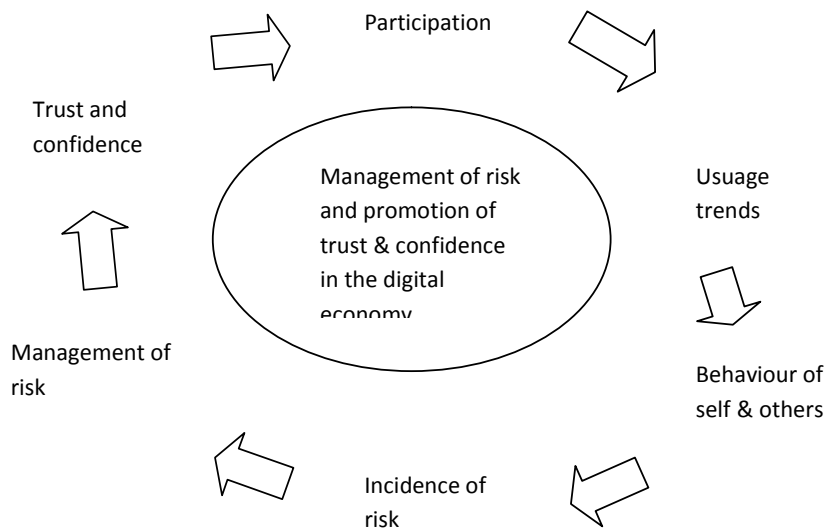 Participation
Trust and
confidence
Management of risk
and promotion of
trust & confidence
in the digital
economy
Usuage
trends
Management of
risk
Behaviour of
self & others
Incidence of
risk